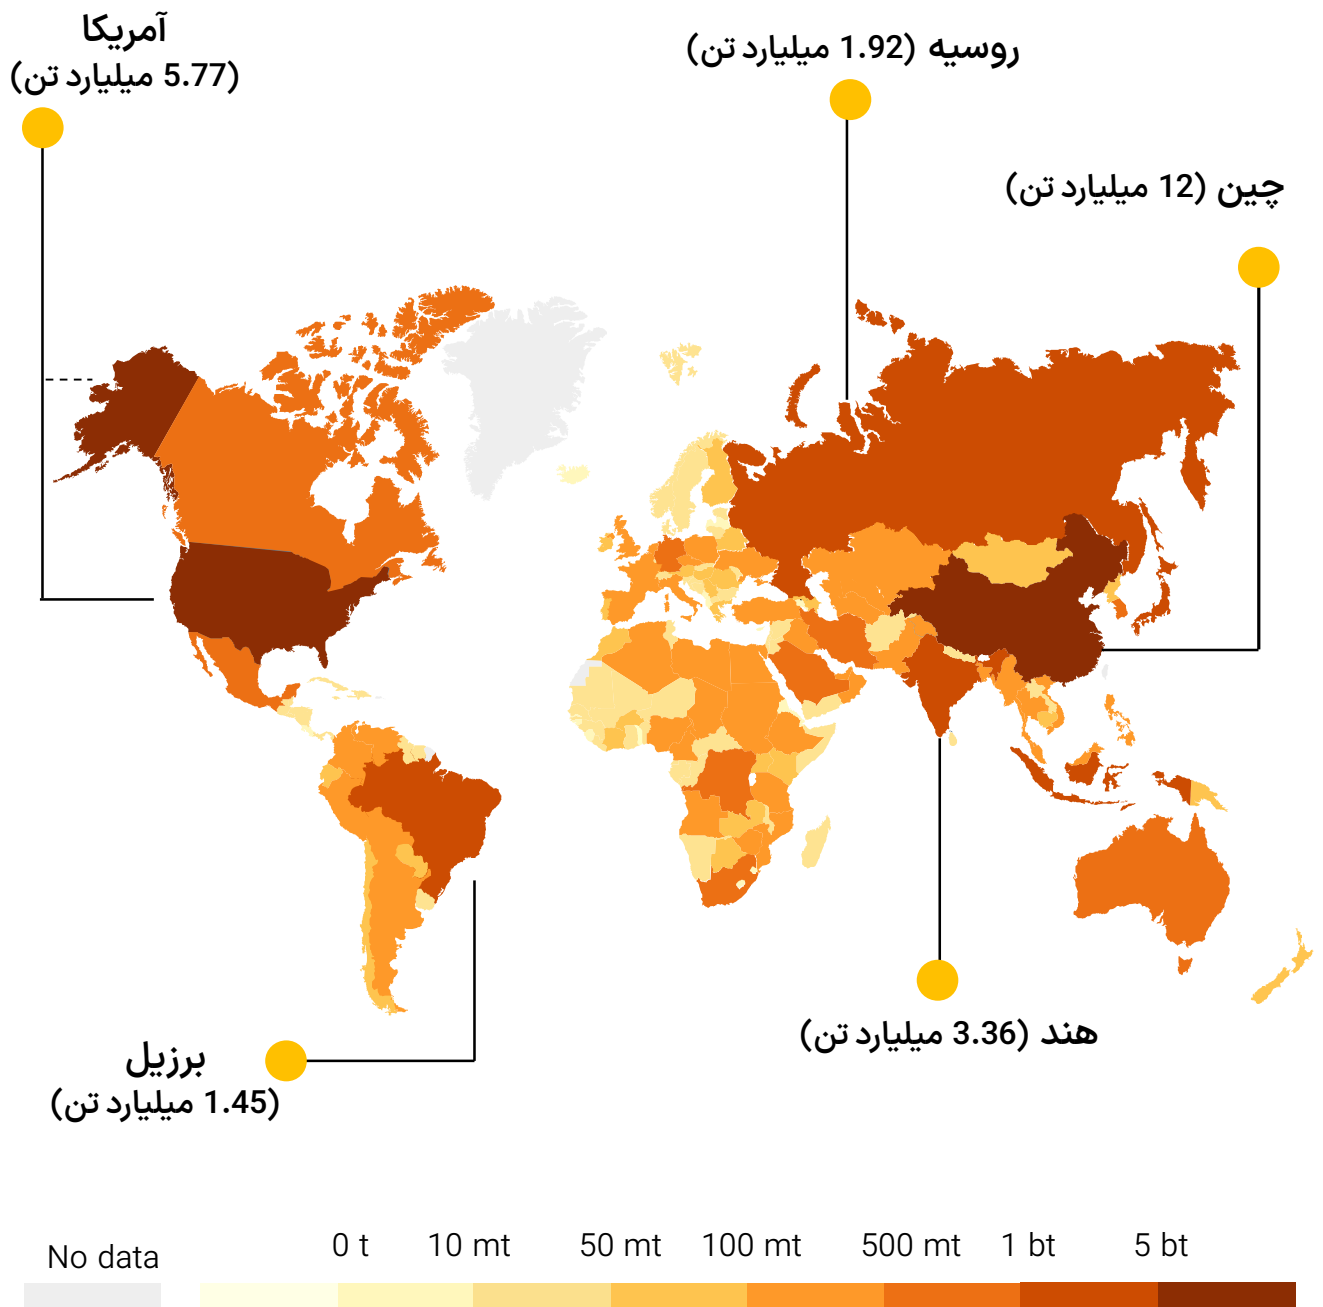 آمریکا
(5.77 میلیارد تن)
روسیه (1.92 میلیارد تن)
چین (12 میلیارد تن)
هند (3.36 میلیارد تن)
برزیل
(1.45 میلیارد تن)
No data
0 t 10 mt 50 mt 100 mt 500 mt 1 bt 5 bt